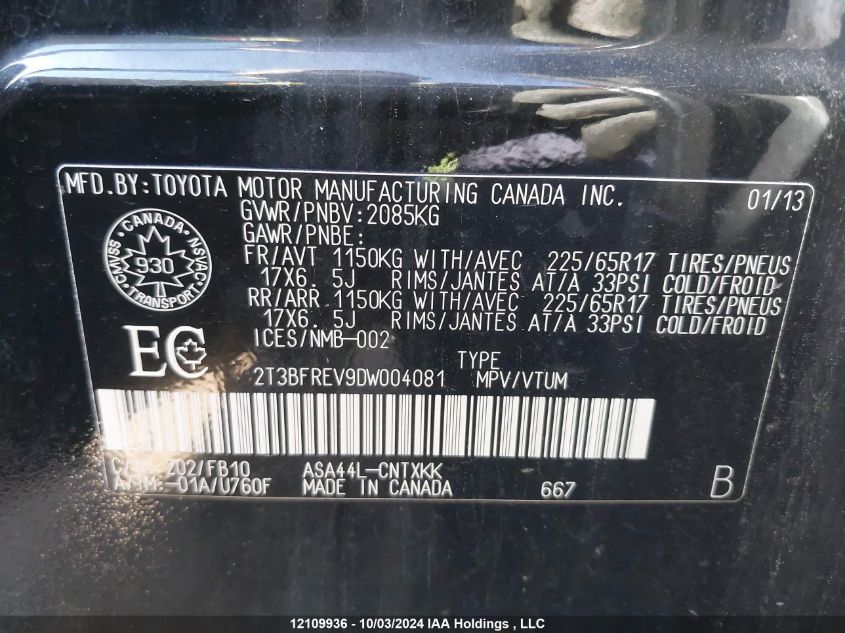 MFD.BY:TOYOTA MOTOR MANUFACTURING CANADA INC. 01/13
GVWR/PNBV:2085KG
GAWR/PNBE:
FR/AVT 1150KG WITH/AVEC 225/65R17 TIRES/PNEUS
17X6. 5J RIMS/JANTES AT/A 33PSI COLD/FROID
RR/ARR 1150KG WITH/AVEC 225/65R17 TIRES/PNEUS
17X6. 5J RIMS/JANTES AT/A 33PSI COLD/FROID
ICES/NMB-002
CANADA
CMVSS 930 NSVAC
TRANSPORT
EC
TYPE
2T3BFREV9DW004081 MPV/VTUM
202/FB10 ASA44L-CNTXKK
A/TM:-01A/U760F MADE IN CANADA 667 B
12109936 - 10/03/2024 IAA Holdings , LLC